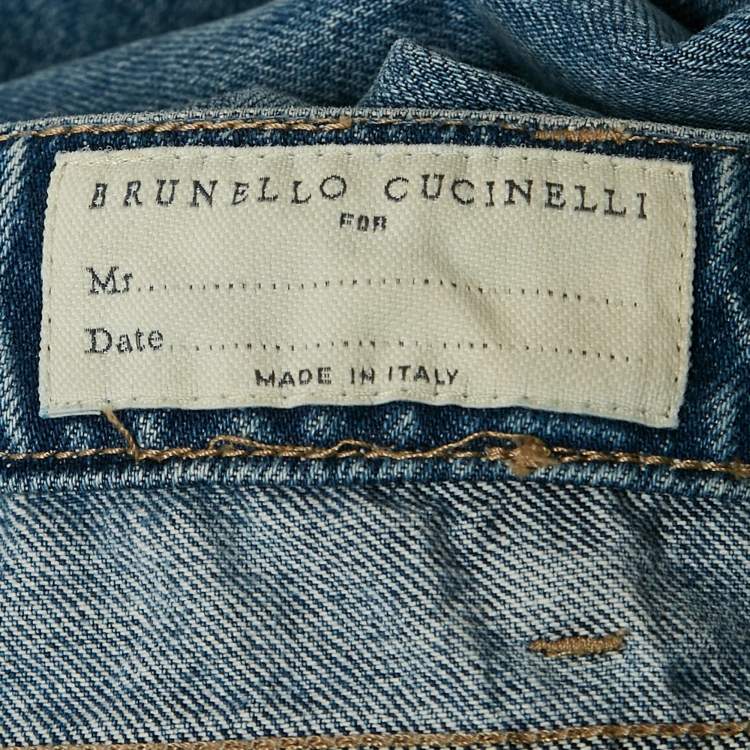 BRUNELLO CUCINELLI
FOR
Mr.......................................................
Date...................................................
MADE IN ITALY